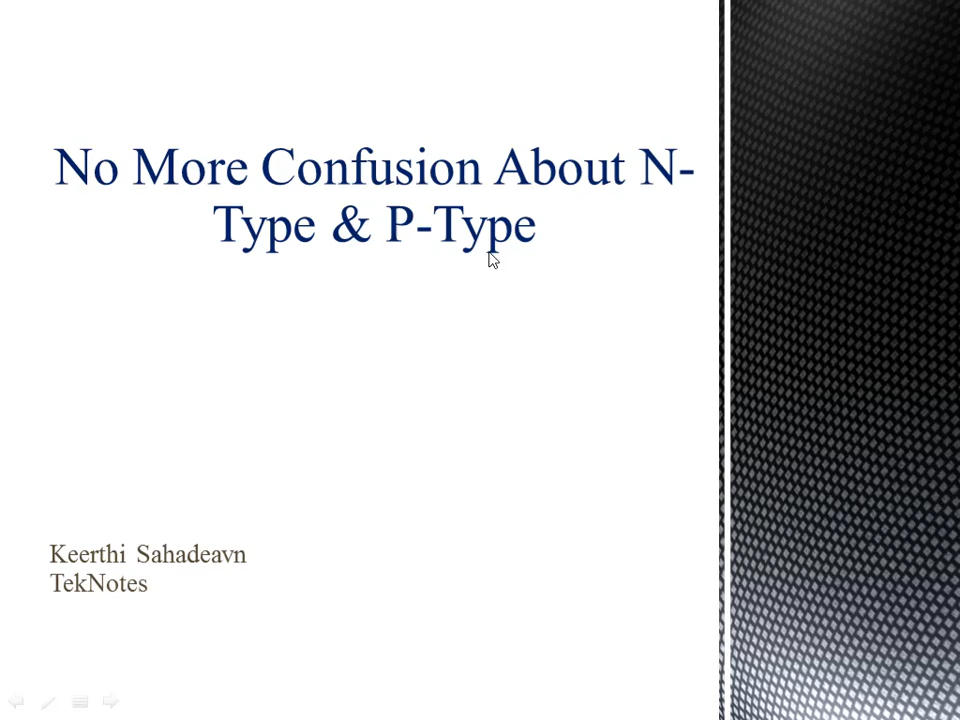 No More Confusion About N-
Type & P-Type
Keerthi Sahadeavn
TekNotes